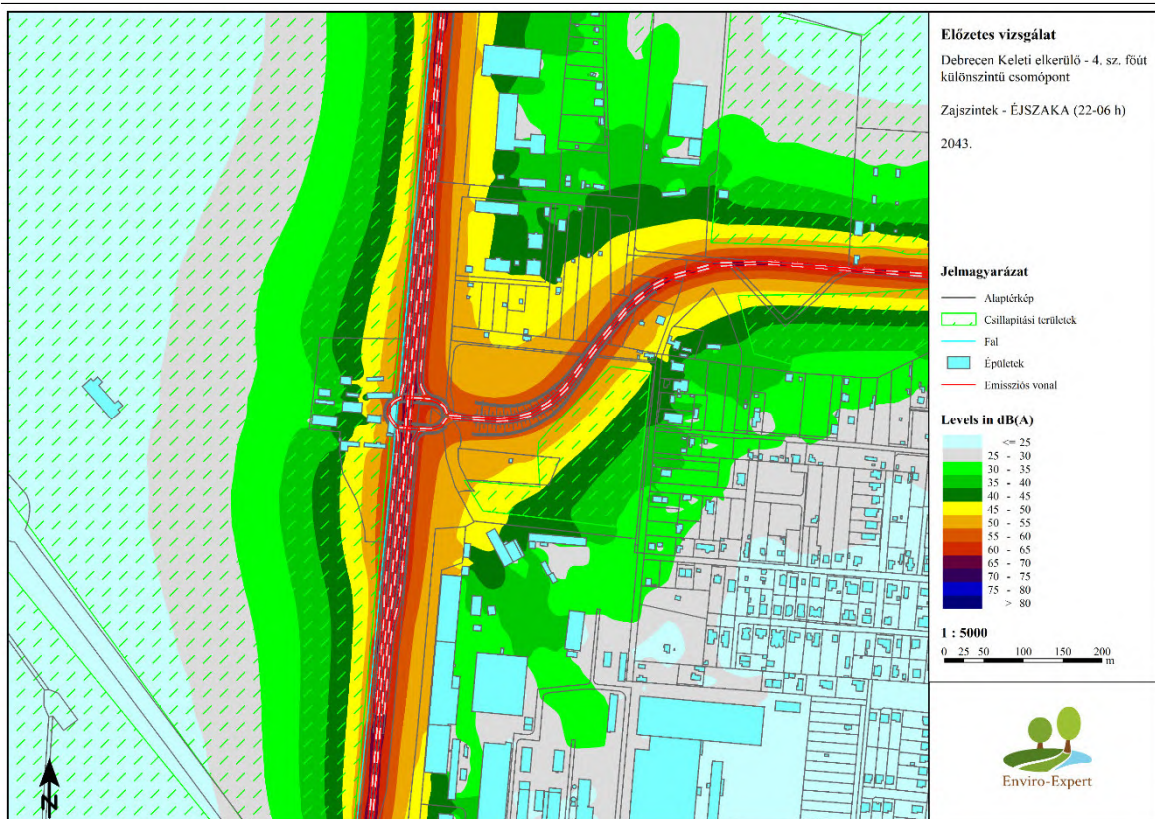 Előzetes vizsgálat
Debrecen Keleti elkerülő - 4. sz. főút
különszintű csomópont
Zajszintek - ÉJSZAKA (22-06 h)
2043.
Jelmagyarázat
Alaptérkép
Csillapítási területek
Fal
Épületek
Emissziós vonal
Levels in dB(A)
<= 25
25 - 30
30 - 35
35 - 40
40 - 45
45 - 50
50 - 55
55 - 60
60 - 65
65 - 70
70 - 75
75 - 80
> 80
1 : 5000
0 25 50 100 150 200
m
N
Enviro-Expert